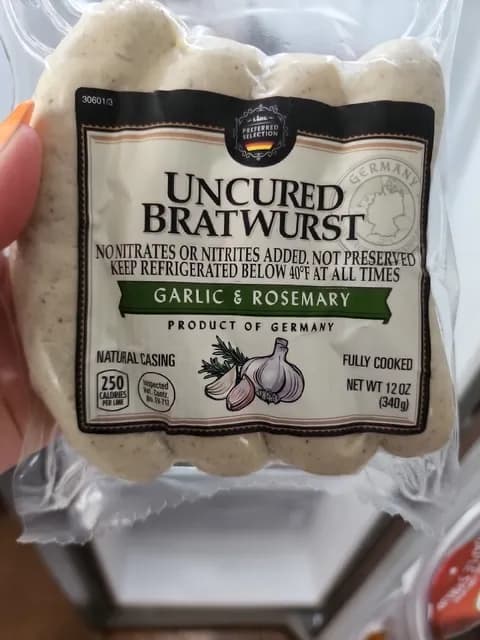 30601/3
PREFERRED
SELECTION
GERMANY
UNCURED
BRATWURST
NO NITRATES OR NITRITES ADDED. NOT PRESERVED
KEEP REFRIGERATED BELOW 40°F AT ALL TIMES
GARLIC & ROSEMARY
PRODUCT OF GERMANY
NATURAL CASING
FULLY COOKED
250
CALORIES
PER LINK
Inspected
NET WT 12 OZ
(340g)